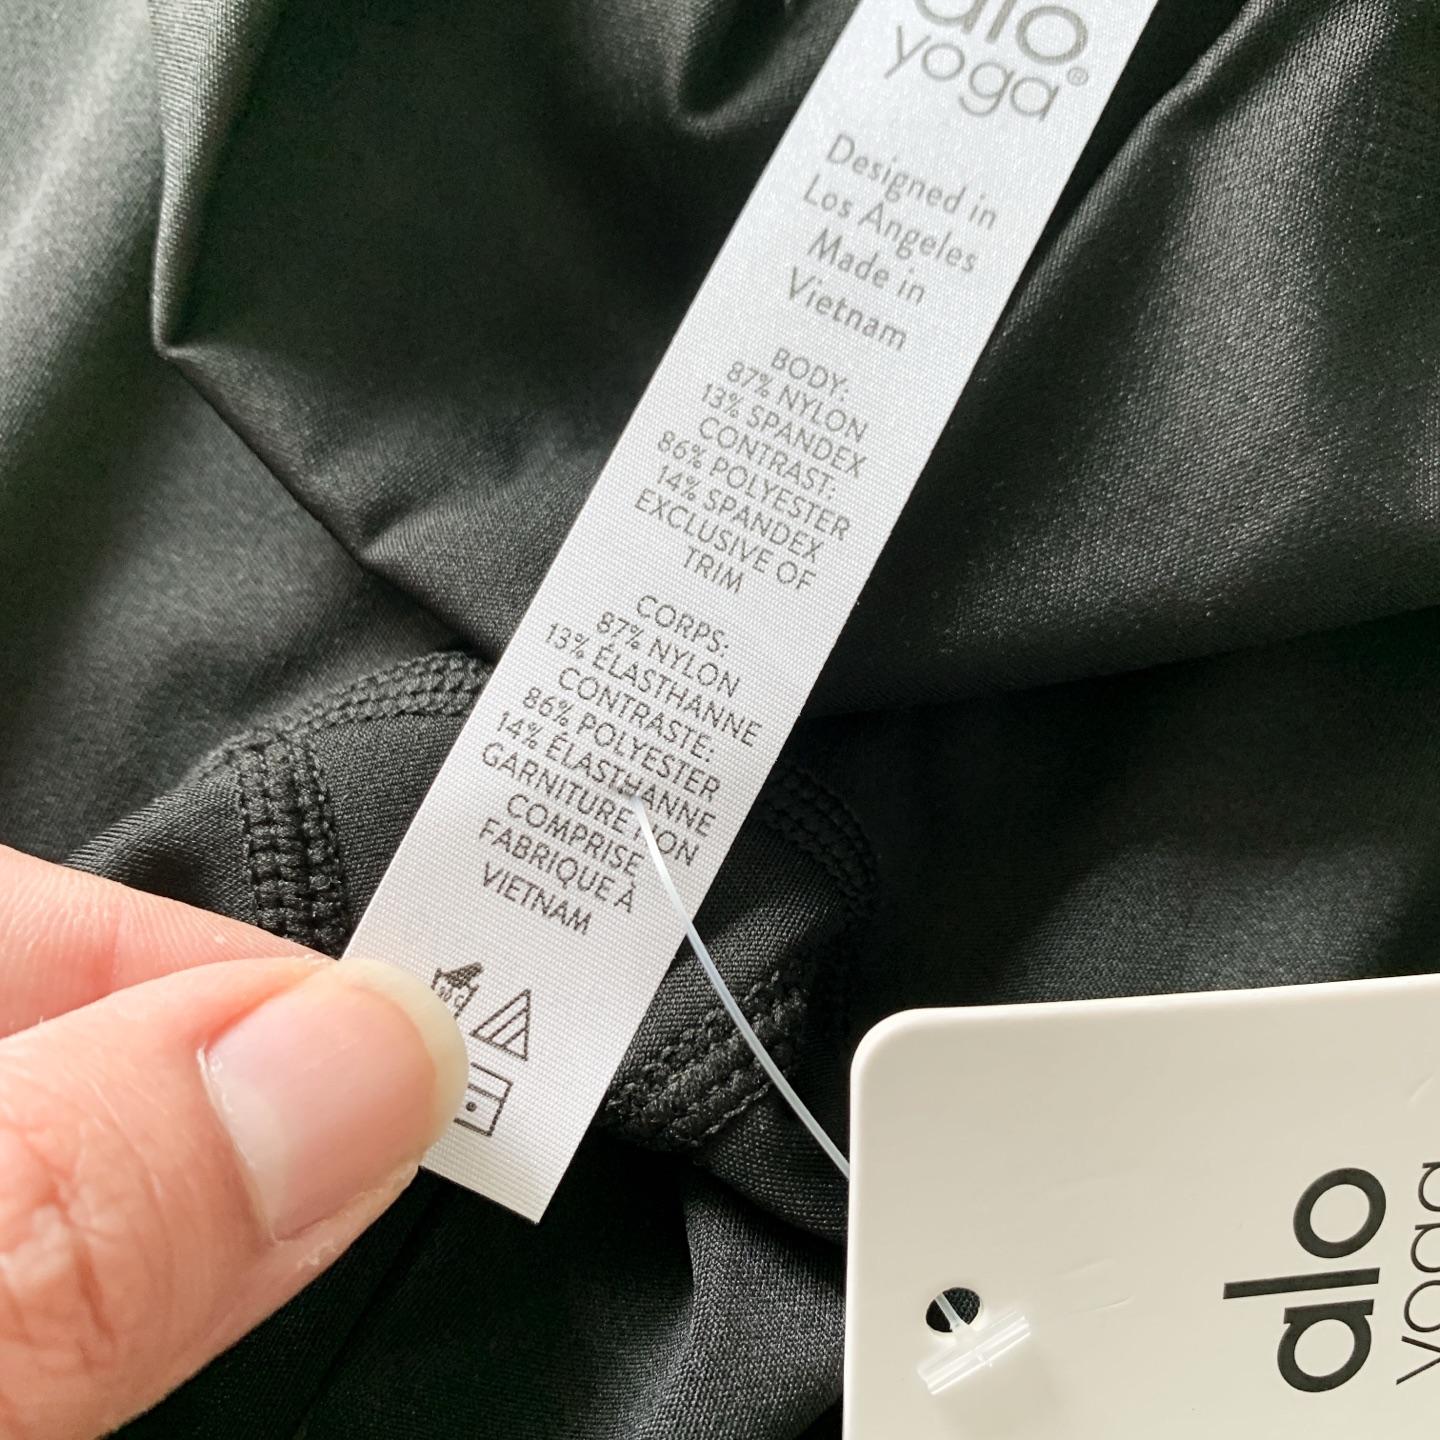 alo
yoga®
Designed in
Los Angeles
Made in
Vietnam
BODY:
87% NYLON
13% SPANDEX
CONTRAST:
86% POLYESTER
14% SPANDEX
EXCLUSIVE OF
TRIM
CORPS:
87% NYLON
13% ÉLASTHANNE
CONTRASTE:
86% POLYESTER
14% ÉLASTHANNE
GARNITURE NON
COMPRISE
FABRIQUE À
VIETNAM
alo
yoga